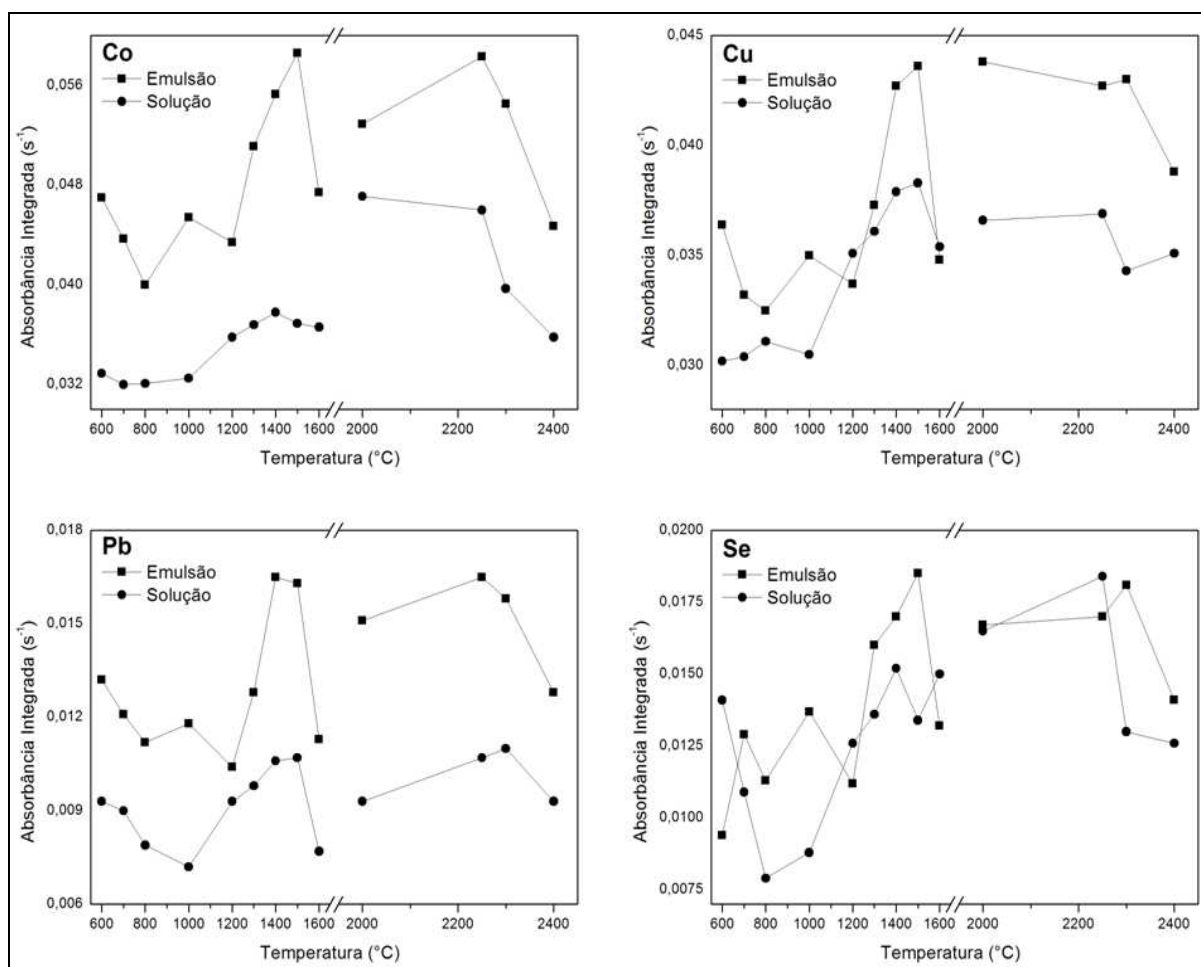 Co
Emulsão
Solução
Absorbância Integrada (s⁻¹)
0,056
0,048
0,040
0,032
600 800 1000 1200 1400 1600 2000 2200 2400
Temperatura (°C)
Cu
Emulsão
Solução
Absorbância Integrada (s⁻¹)
0,045
0,040
0,035
0,030
600 800 1000 1200 1400 1600 2000 2200 2400
Temperatura (°C)
Pb
Emulsão
Solução
Absorbância Integrada (s⁻¹)
0,018
0,015
0,012
0,009
0,006
600 800 1000 1200 1400 1600 2000 2200 2400
Temperatura (°C)
Se
Emulsão
Solução
Absorbância Integrada (s⁻¹)
0,0200
0,0175
0,0150
0,0125
0,0100
0,0075
600 800 1000 1200 1400 1600 2000 2200 2400
Temperatura (°C)